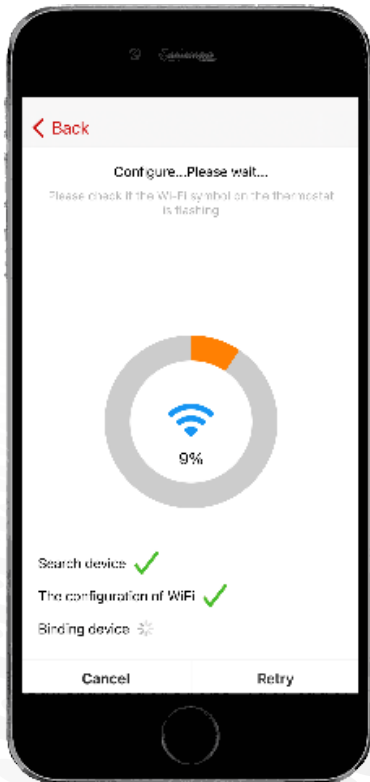 Back
Configure...Please wait...
Please check if the Wi-Fi symbol on the thermostat
is flashing
9%
Search device
The configuration of WiFi
Binding device
Cancel
Retry